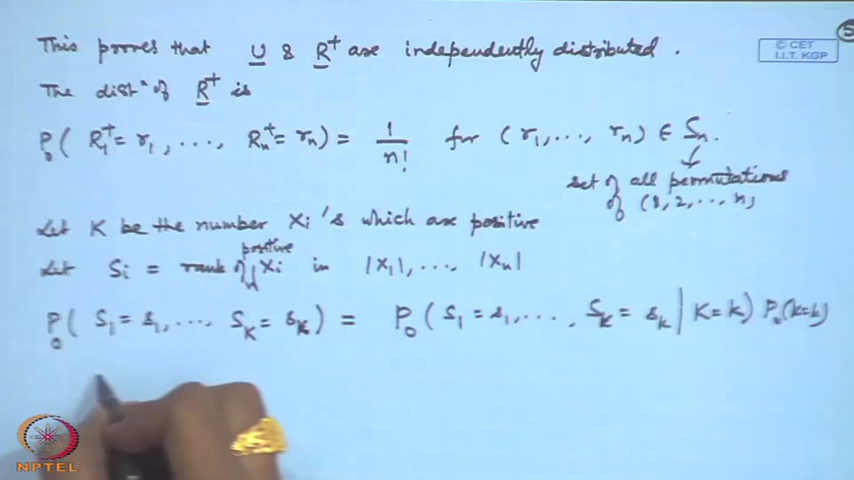 5
© CET
I.I.T. KGP
This proves that U & R⁺ are independently distributed.
The distⁿ of R⁺ is
P₀( R₁⁺ = r₁, ..., Rₙ⁺ = rₙ) = 1/n! for (r₁, ..., rₙ) ∈ Sₙ.
set of all permutations
of (1, 2, ..., n)
Let K be the number Xi's which are positive
Let Si = rank of positive Xi in |X₁|, .... |Xₙ|
P₀( S₁ = s₁, ... S_K = s_k ) = P₀( S₁ = s₁, ...., S_k = s_k | K = k) P₀(K=k)
NPTEL